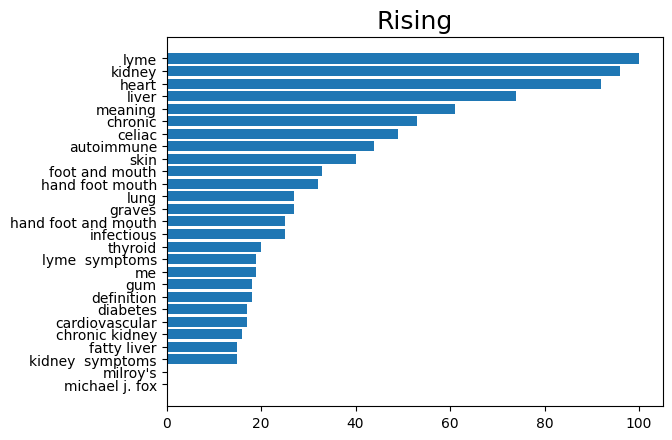 Rising
lyme
kidney
heart
liver
meaning
chronic
celiac
autoimmune
skin
foot and mouth
hand foot mouth
lung
graves
hand foot and mouth
infectious
thyroid
lyme  symptoms
me
gum
definition
diabetes
cardiovascular
chronic kidney
fatty liver
kidney  symptoms
milroy's
michael j. fox
0 20 40 60 80 100